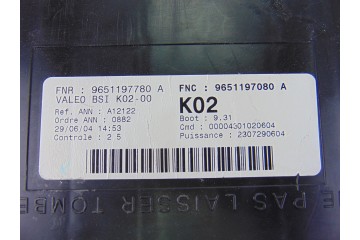 FNR : 9651197780 A FNC : 9651197080 A
VALEO BSI K02-00 K02
Ref. ANN : A12122 Boot : 9.31
Ordre ANN : 0882 Cmd : 00004301020604
29/06/04 14:53 Puissance : 2307290604
Controle : 2 5
NE PAS LAISSER TOMBE